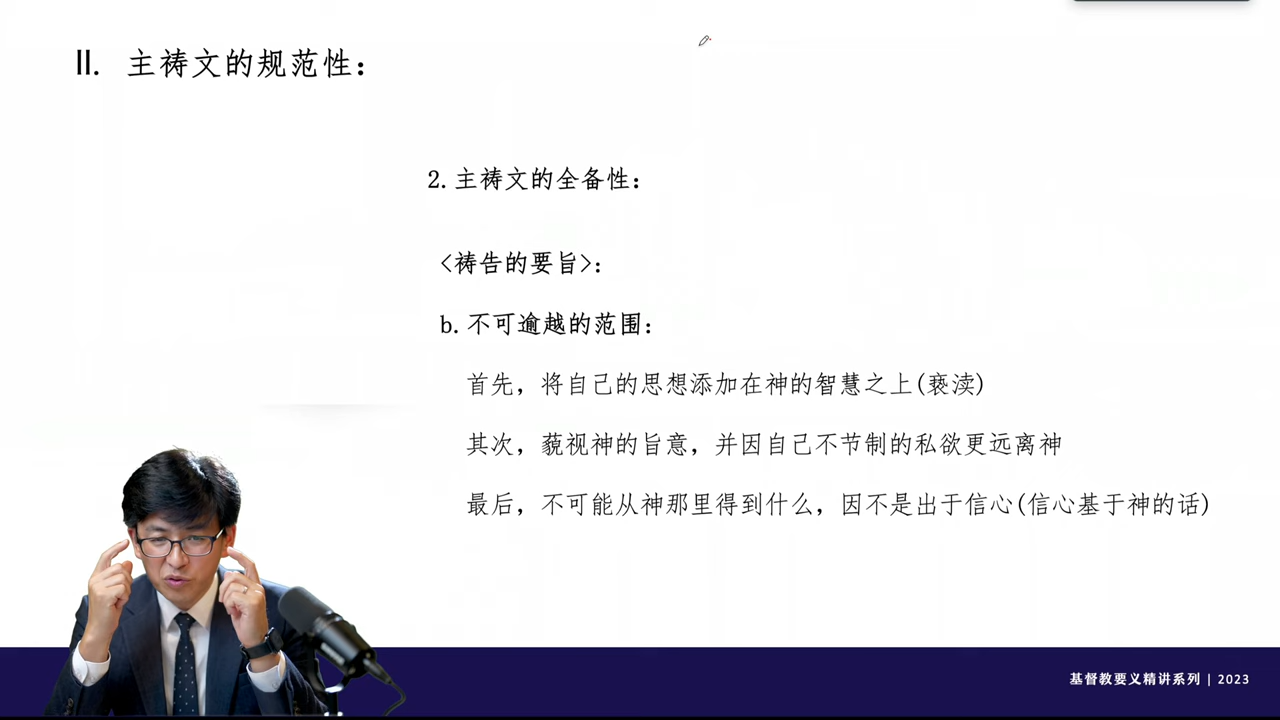 II. 主祷文的规范性：
2.主祷文的全备性：
<祷告的要旨>：
b.不可逾越的范围：
首先，将自己的思想添加在神的智慧之上(亵渎)
其次，藐视神的旨意，并因自己不节制的私欲更远离神
最后，不可能从神那里得到什么，因不是出于信心(信心基于神的话)
基督教要义精讲系列 | 2023